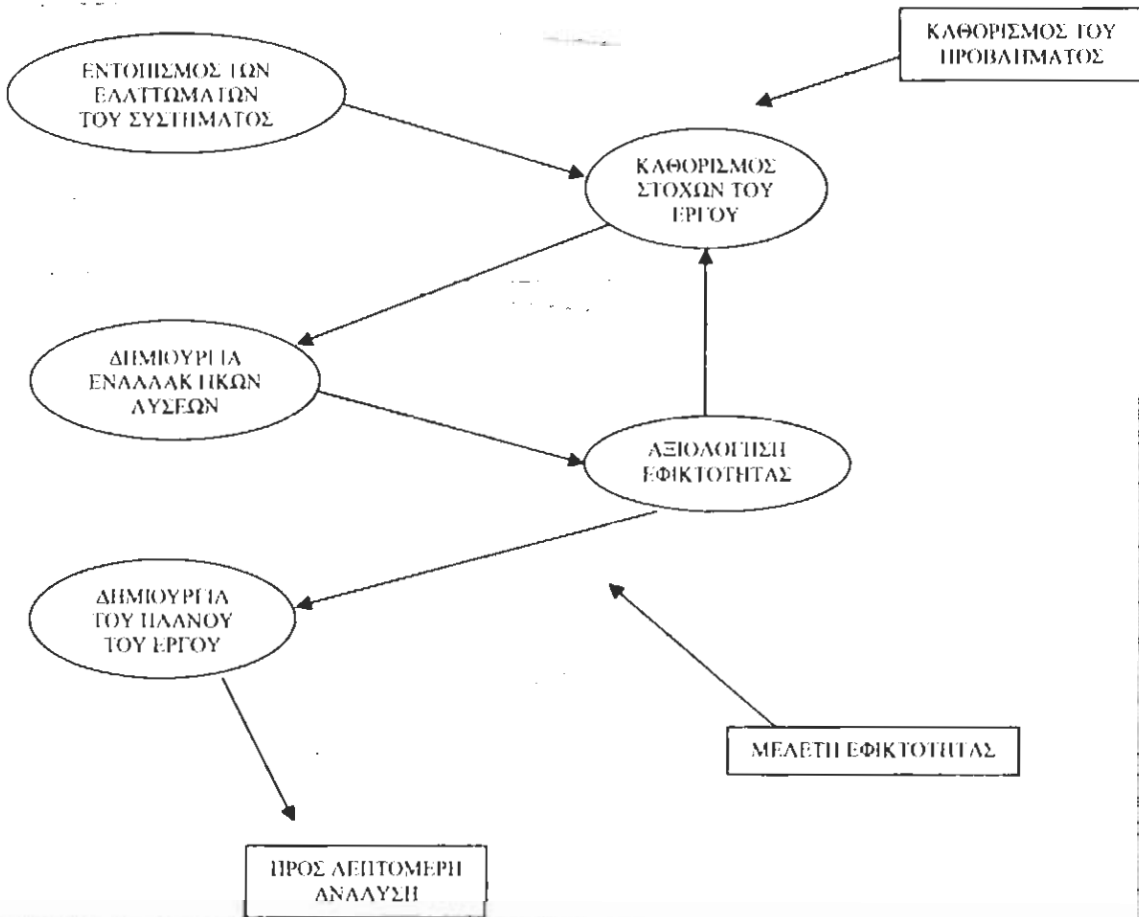 ΚΑΘΟΡΙΣΜΟΣ ΤΟΥ
ΠΡΟΒΛΗΜΑΤΟΣ
ΕΝΤΟΠΙΣΜΟΣ ΤΩΝ
ΕΛΑΤΤΩΜΑΤΩΝ
ΤΟΥ ΣΥΣΤΗΜΑΤΟΣ
ΚΑΘΟΡΙΣΜΟΣ
ΣΤΟΧΩΝ ΤΟΥ
ΕΡΓΟΥ
ΔΗΜΙΟΥΡΓΙΑ
ΕΝΑΛΛΑΚΤΙΚΩΝ
ΛΥΣΕΩΝ
ΑΞΙΟΛΟΓΗΣΗ
ΕΦΙΚΤΟΤΗΤΑΣ
ΔΗΜΙΟΥΡΓΙΑ
ΤΟΥ ΠΛΑΝΟΥ
ΤΟΥ ΕΡΓΟΥ
ΜΕΛΕΤΗ ΕΦΙΚΤΟΤΗΤΑΣ
ΠΡΟΣ ΛΕΠΤΟΜΕΡΗ
ΑΝΑΛΥΣΗ